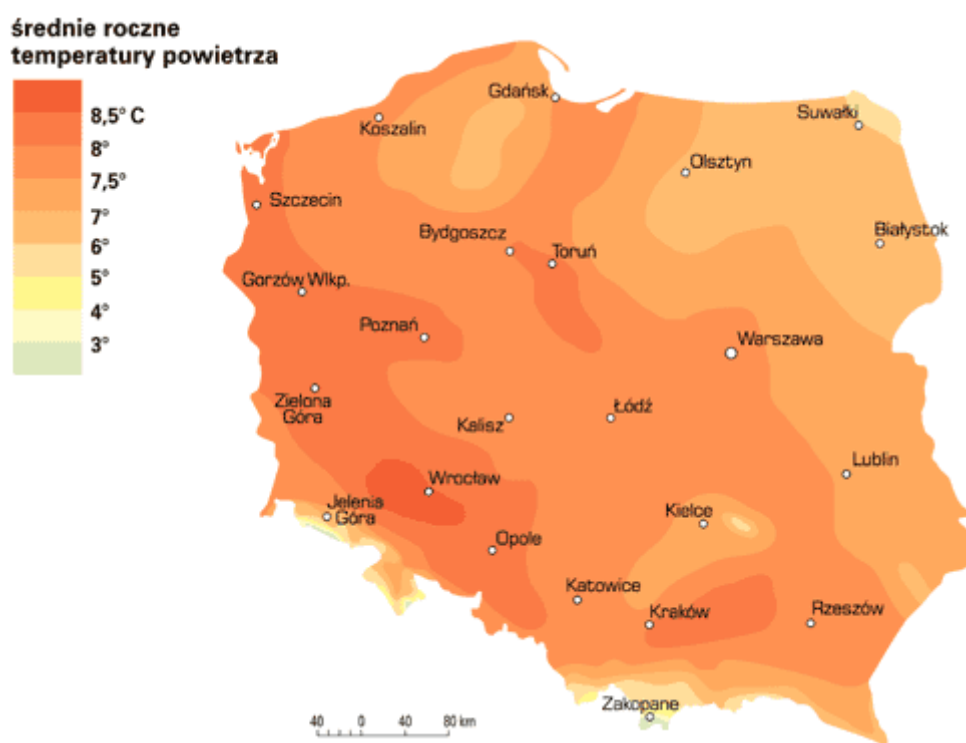 średnie roczne
temperatury powietrza
8,5° C
8°
7,5°
7°
6°
5°
4°
3°
Gdańsk
Koszalin
Suwałki
Olsztyn
Szczecin
Bydgoszcz
Toruń
Białystok
Gorzów Wlkp.
Poznań
Warszawa
Zielona
Góra
Kalisz
Łódź
Lublin
Wrocław
Jelenia
Góra
Kielce
Opole
Katowice
Kraków
Rzeszów
Zakopane
40 0 40 80 km